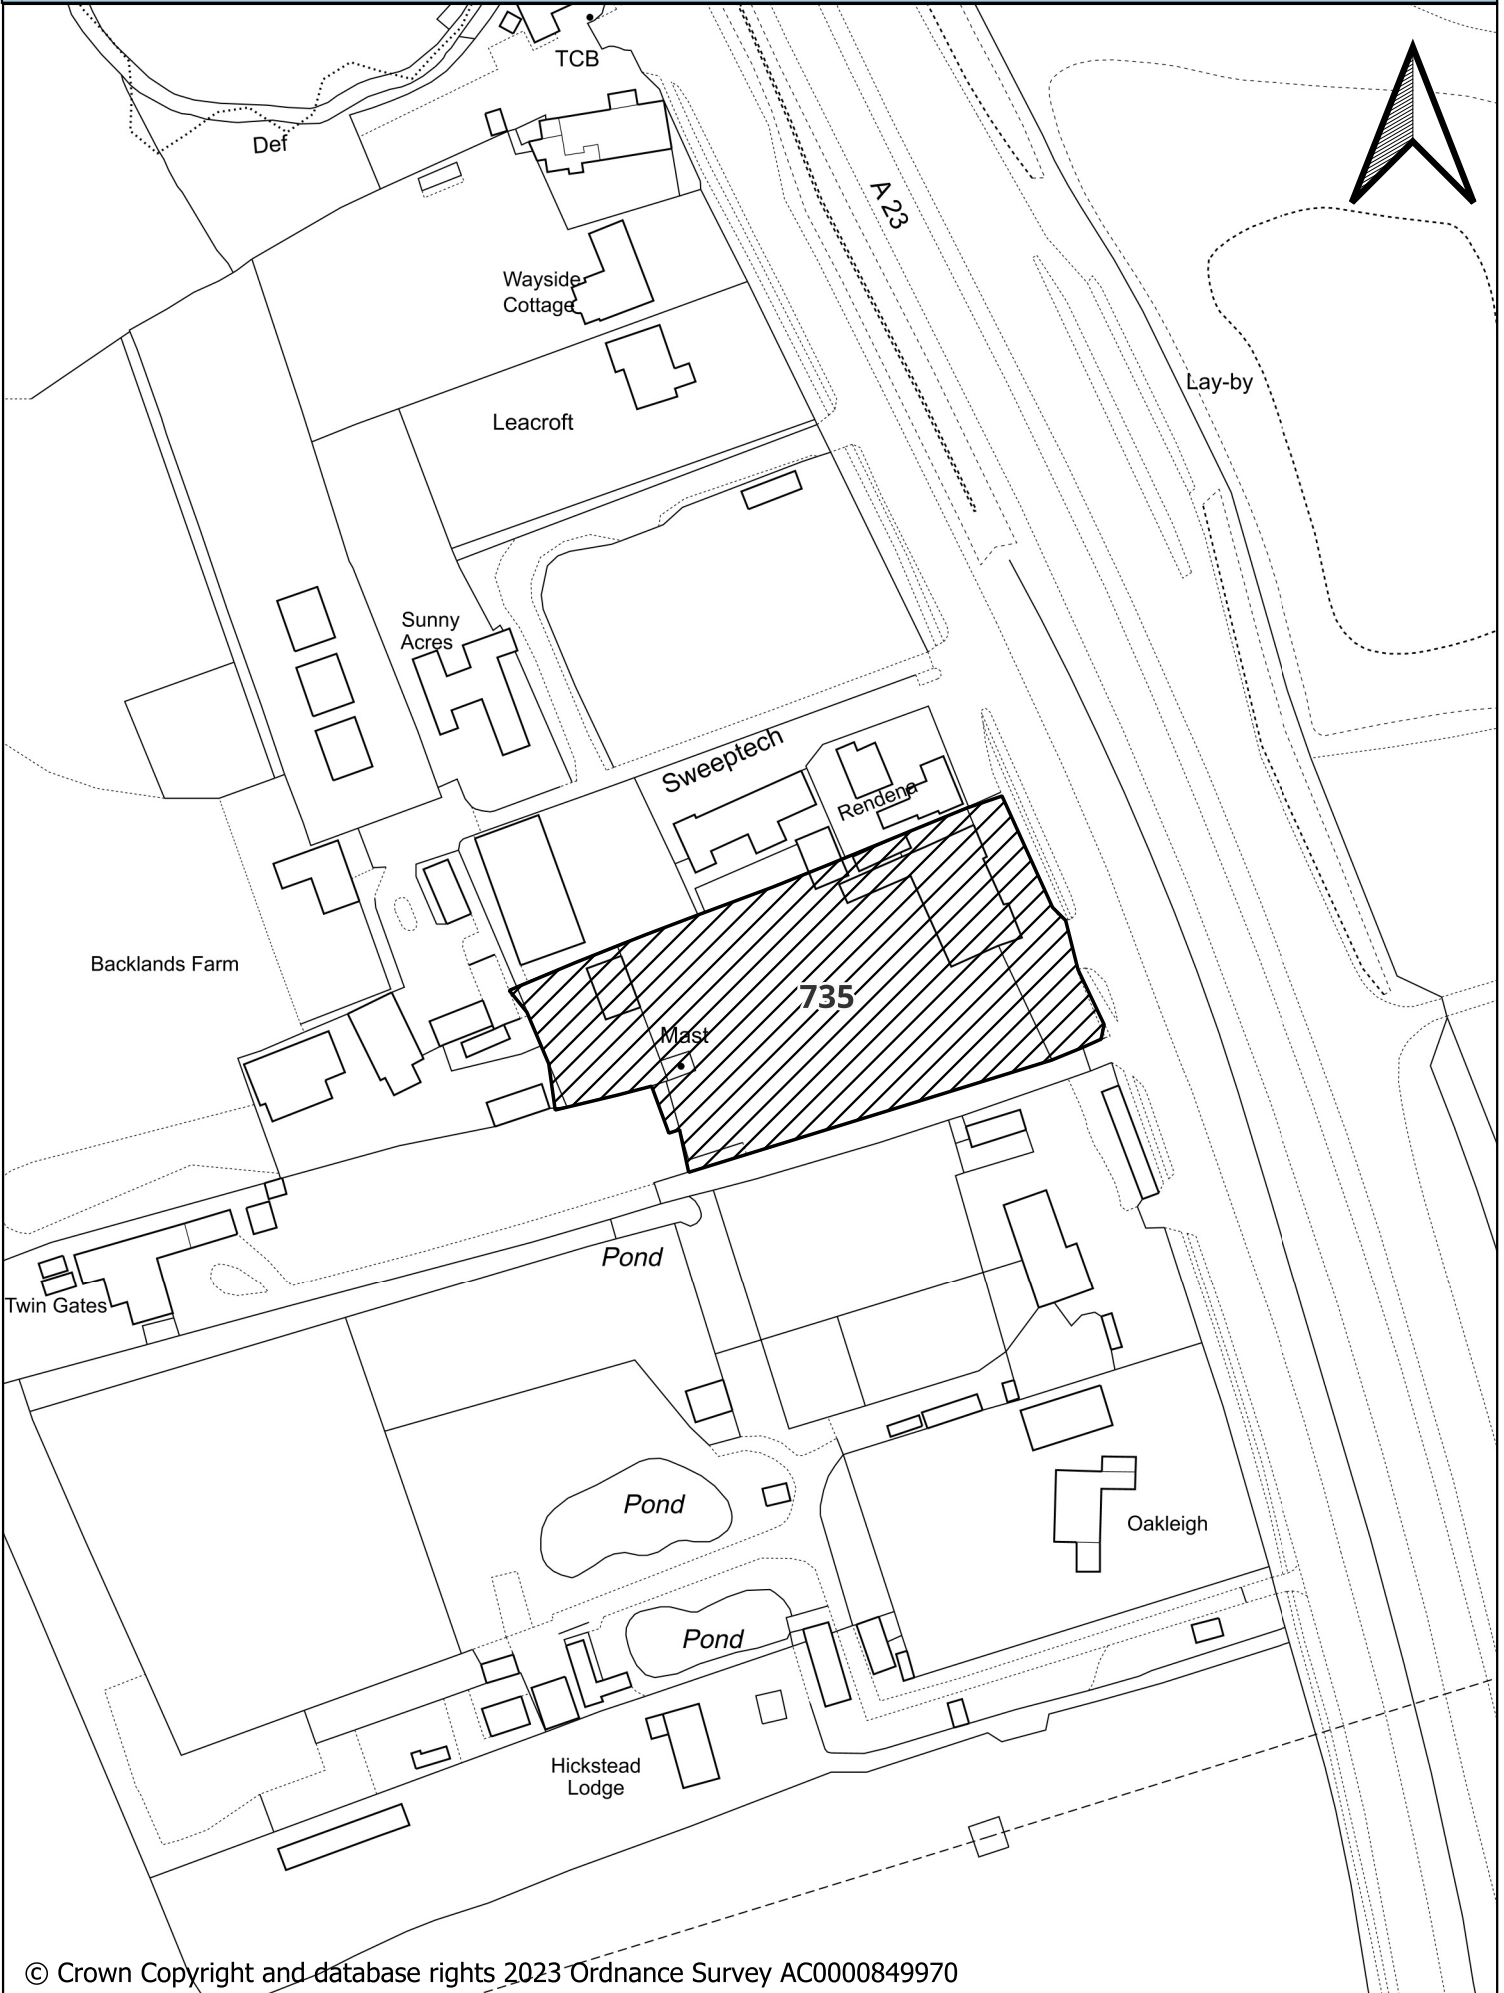 TCB
Def
A 23
Wayside
Cottage
Lay-by
Leacroft
Sunny
Acres
Sweeptech
Rendena
Backlands Farm
735
Mast
Pond
Twin Gates
Pond
Oakleigh
Pond
Hickstead
Lodge
© Crown Copyright and database rights 2023 Ordnance Survey AC0000849970